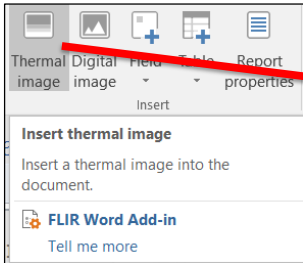 Thermal Digital Field Table Report
image image properties
Insert
Insert thermal image
Insert a thermal image into the
document.
FLIR Word Add-in
Tell me more